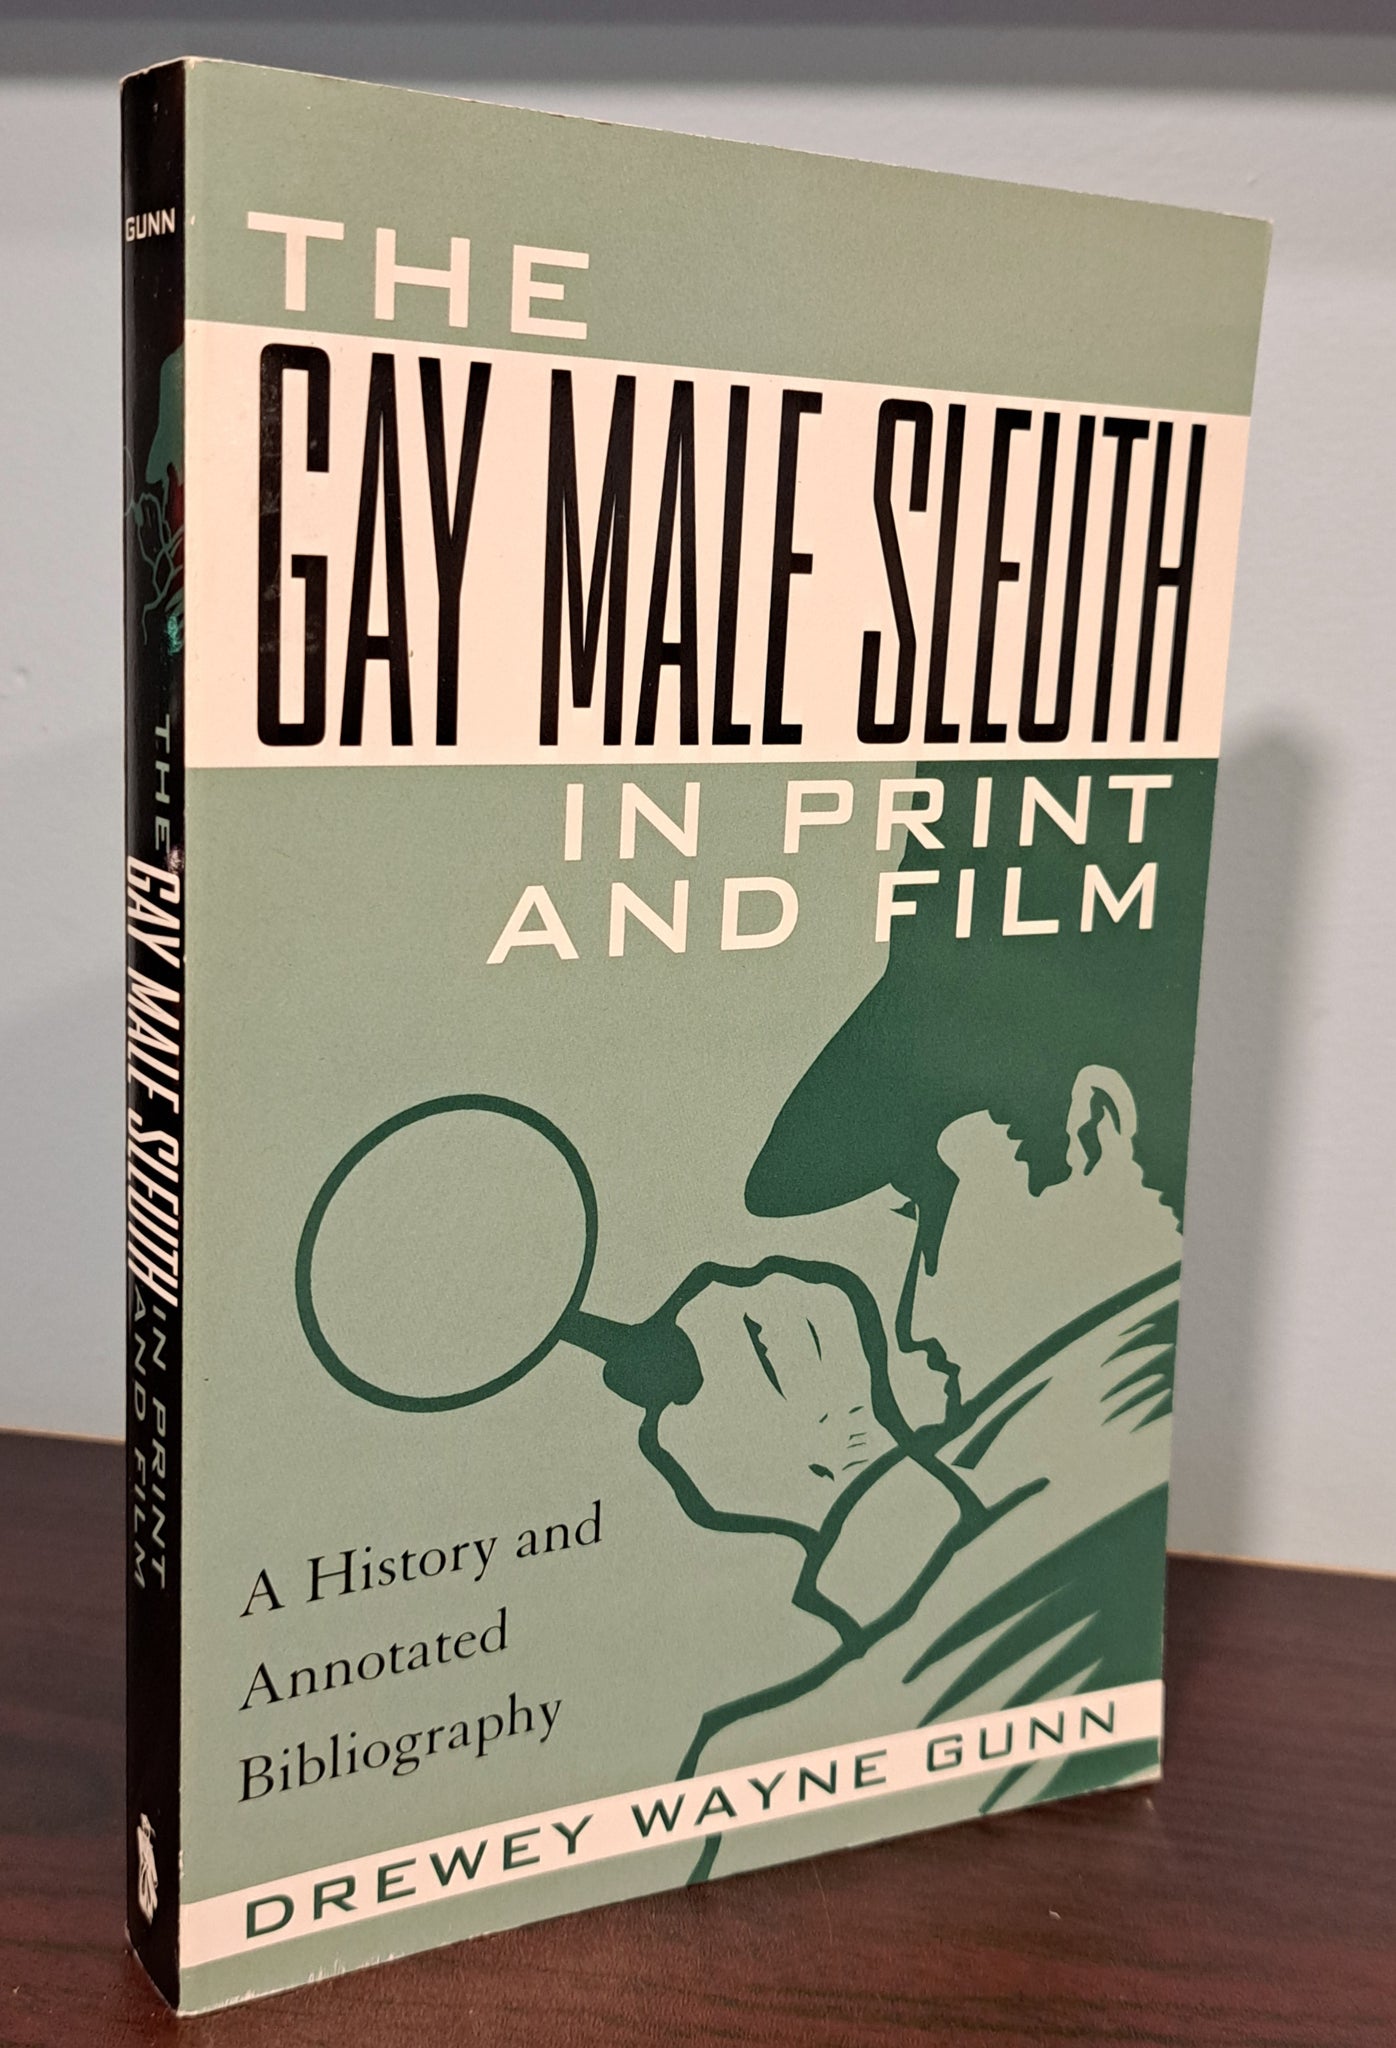 GUNN
THE
GAY MALE SLEUTH
IN PRINT
AND FILM
THE
GAY MALE SLEUTH
IN PRINT
AND FILM
A History and
Annotated
Bibliography
DREWEY WAYNE GUNN